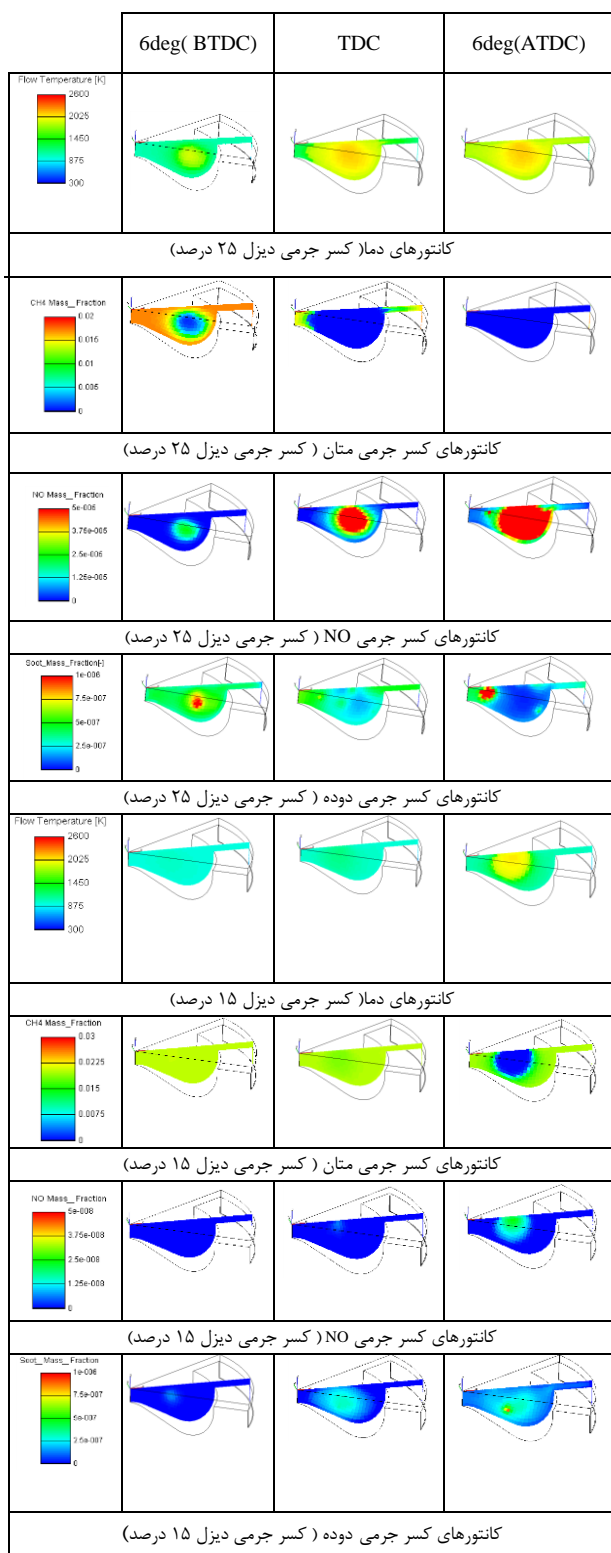 6deg( BTDC) TDC 6deg(ATDC)
Flow Temperature [K]
2600
2025
1450
875
300
کانتورهای دما( کسر جرمی دیزل ۲۵ درصد)
CH4 Mass_Fraction
0.02
0.015
0.01
0.005
0
کانتورهای کسر جرمی متان ( کسر جرمی دیزل ۲۵ درصد)
NO Mass_Fraction
5e-005
3.75e-005
2.5e-005
1.25e-005
0
کانتورهای کسر جرمی NO ( کسر جرمی دیزل ۲۵ درصد)
Soot_Mass_Fraction[-]
1e-006
7.5e-007
5e-007
2.5e-007
کانتورهای کسر جرمی دوده ( کسر جرمی دیزل ۲۵ درصد)
Flow Temperature [K]
2600
2025
1450
875
300
کانتورهای دما( کسر جرمی دیزل ۱۵ درصد)
CH4 Mass_Fraction
0.03
0.0225
0.015
0.0075
0
کانتورهای کسر جرمی متان ( کسر جرمی دیزل ۱۵ درصد)
NO Mass_Fraction
5e-008
3.75e-008
2.5e-008
1.25e-008
0
کانتورهای کسر جرمی NO ( کسر جرمی دیزل ۱۵ درصد)
Soot_Mass_Fraction
1e-006
7.5e-007
5e-007
2.5e-007
0
کانتورهای کسر جرمی دوده ( کسر جرمی دیزل ۱۵ درصد)